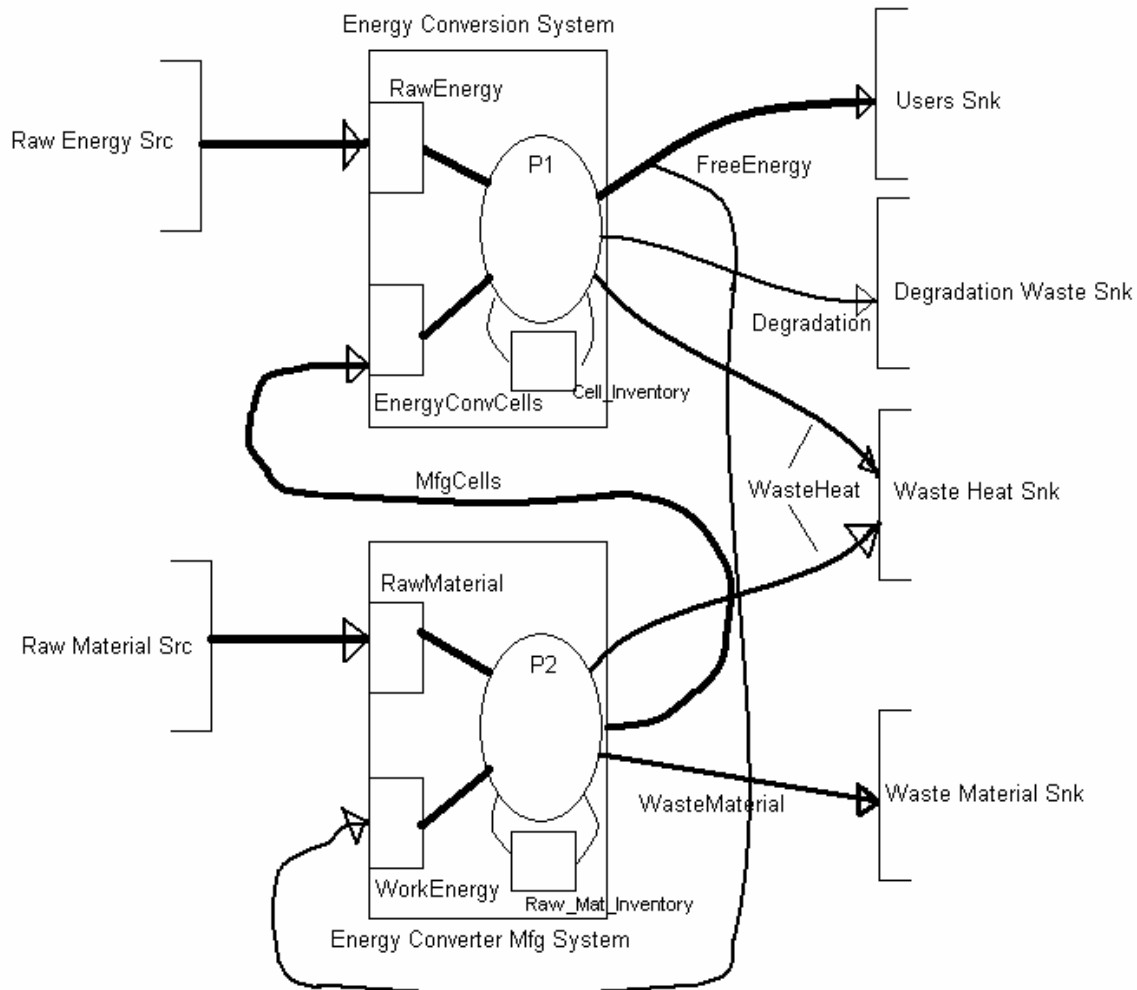 Energy Conversion System
RawEnergy
Users Snk
Raw Energy Src
P1
FreeEnergy
Degradation Waste Snk
Degradation
EnergyConvCells
Cell_Inventory
MfgCells
WasteHeat
Waste Heat Snk
RawMaterial
Raw Material Src
P2
WasteMaterial
Waste Material Snk
WorkEnergy
Raw_Mat_Inventory
Energy Converter Mfg System